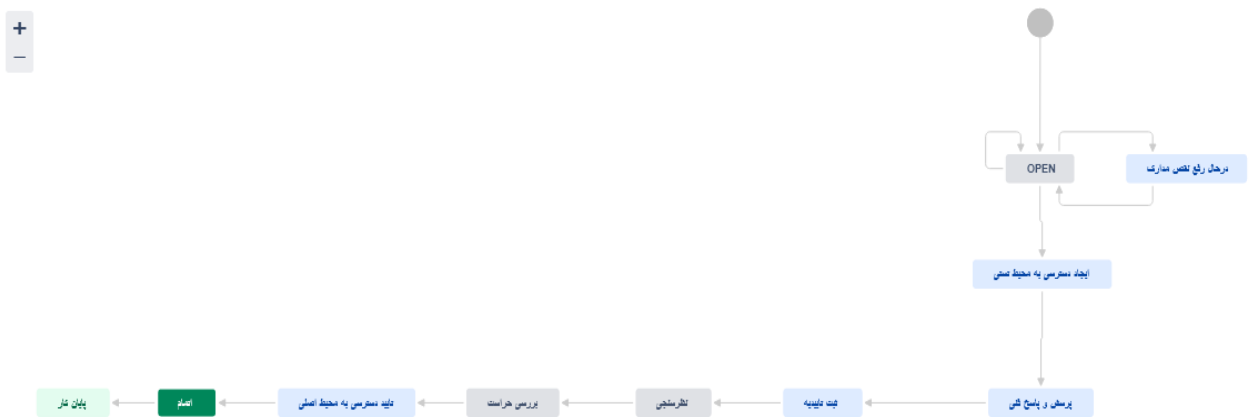 +
–
OPEN
درحال رفع نقص مدارک
ایجاد دسترسی به محیط تستی
پرسش و پاسخ فنی
ثبت تاییدیه
نظرسنجی
بررسی حراست
تایید دسترسی به محیط اصلی
اتمام
پایان کار